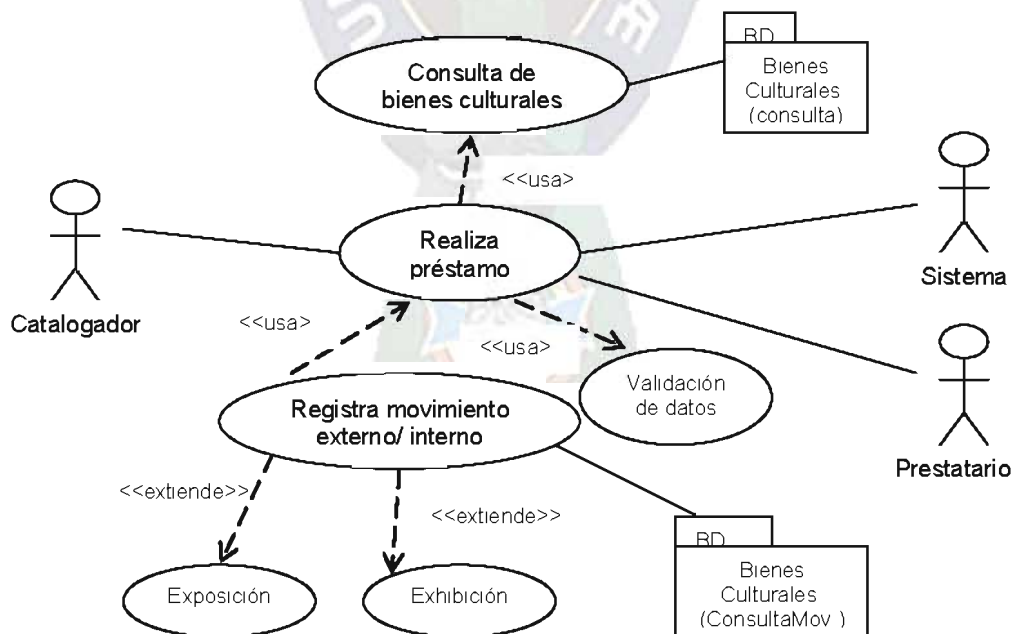 BD
Consulta de
bienes culturales
Bienes
Culturales
(consulta)
<<usa>
Realiza
préstamo
Sistema
Catalogador
<<usa>
<<usa>
Validación
de datos
Registra movimiento
externo/ interno
Prestatario
<<extiende>>
<<extiende>>
BD
Exposición
Exhibición
Bienes
Culturales
(ConsultaMov )